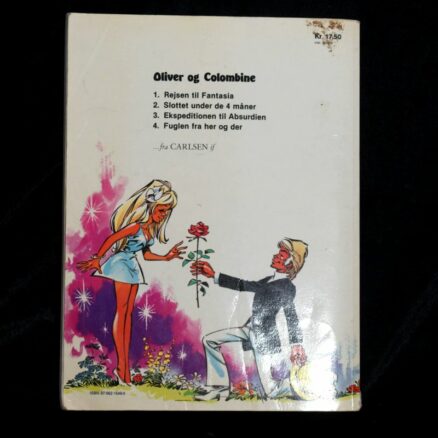 Kr. 17,50
Oliver og Colombine
1. Rejsen til Fantasia
2. Slottet under de 4 måner
3. Ekspeditionen til Absurdien
4. Fuglen fra her og der
...fra CARLSEN if